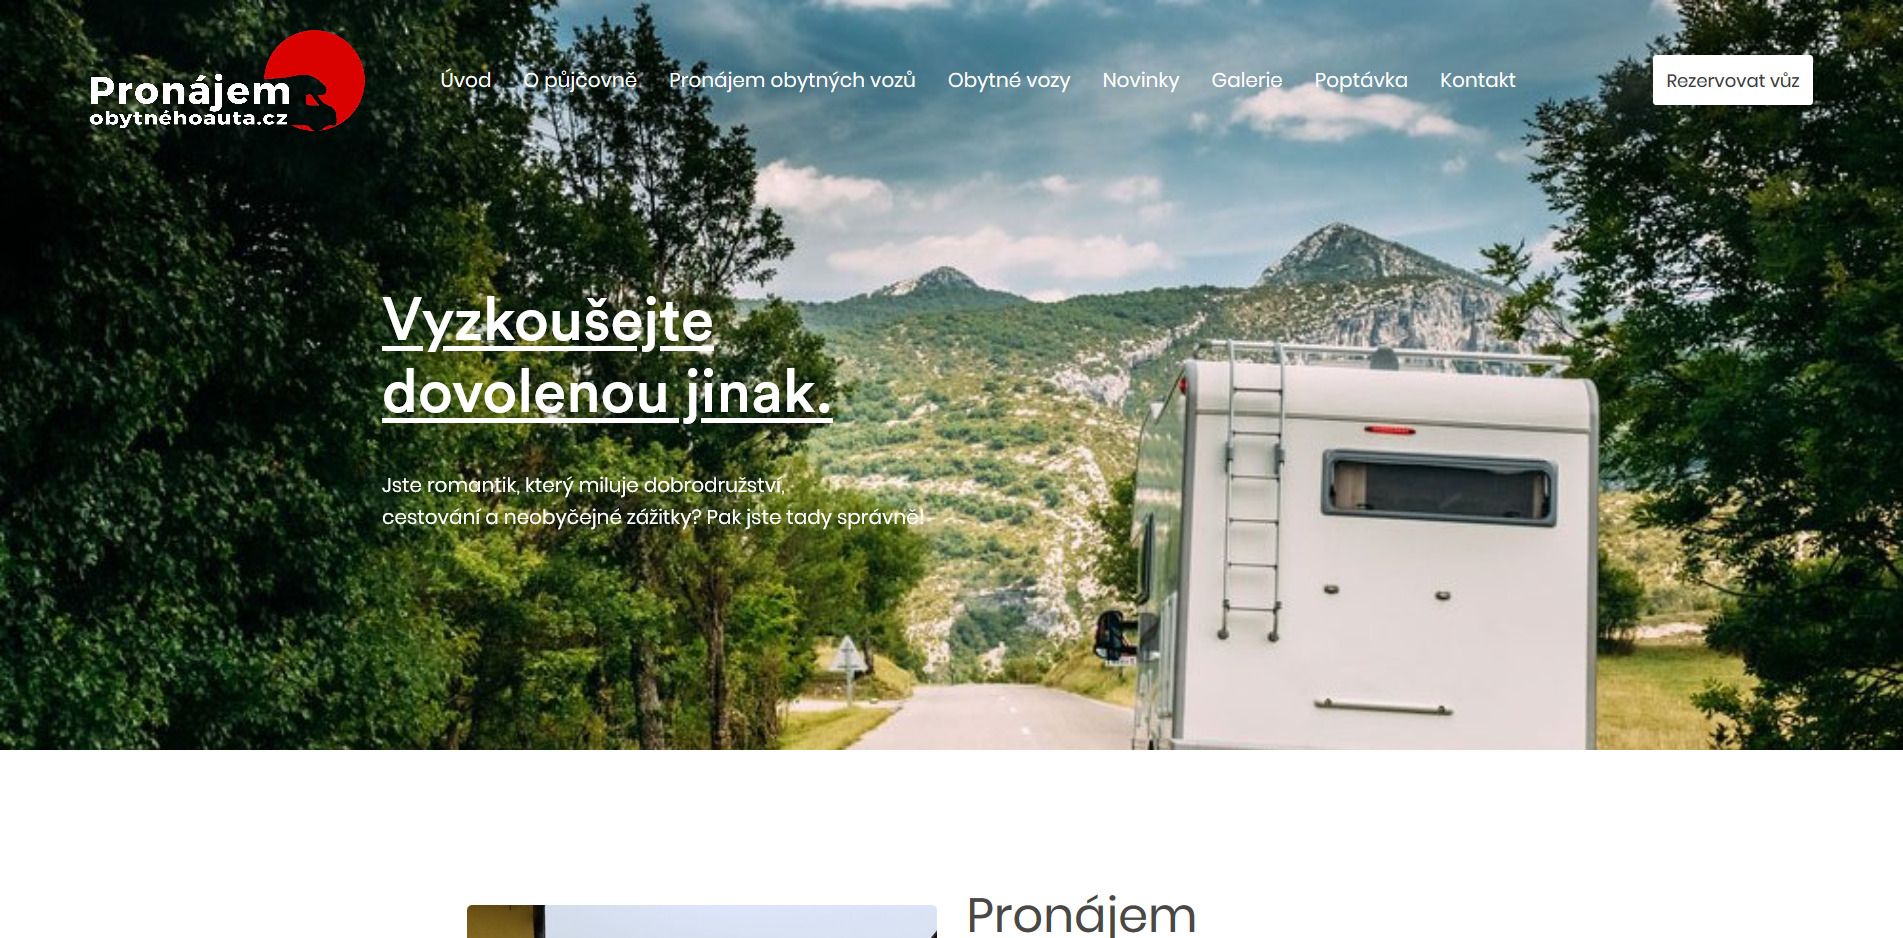 Pronájem
obytnéhoauta.cz
Úvod O půjčovně Pronájem obytných vozů Obytné vozy Novinky Galerie Poptávka Kontakt
Rezervovat vůz
Vyzkoušejte
dovolenou jinak.
Jste romantik, který miluje dobrodružství,
cestování a neobyčejné zážitky? Pak jste tady správně!
Pronájem